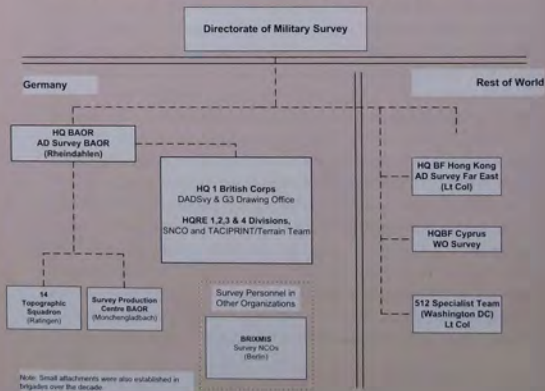 Directorate of Military Survey
Germany
Rest of World
HQ BAOR
AD Survey BAOR
(Rheindahlen)
HQ 1 British Corps
DADSvy & G3 Drawing Office
HQRE 1,2,3 & 4 Divisions,
SNCO and TACIPRINT/Terrain Team
HQ BF Hong Kong
AD Survey Far East
(Lt Col)
HQBF Cyprus
WO Survey
14
Topographic
Squadron
(Ratingen)
Survey Production
Centre BAOR
(Monchengladbach)
Survey Personnel in
Other Organizations
BRIXMIS
Survey NCOs
(Berlin)
512 Specialist Team
(Washington DC)
Lt Col
Note: Small attachments were also established in
brigades over the decade